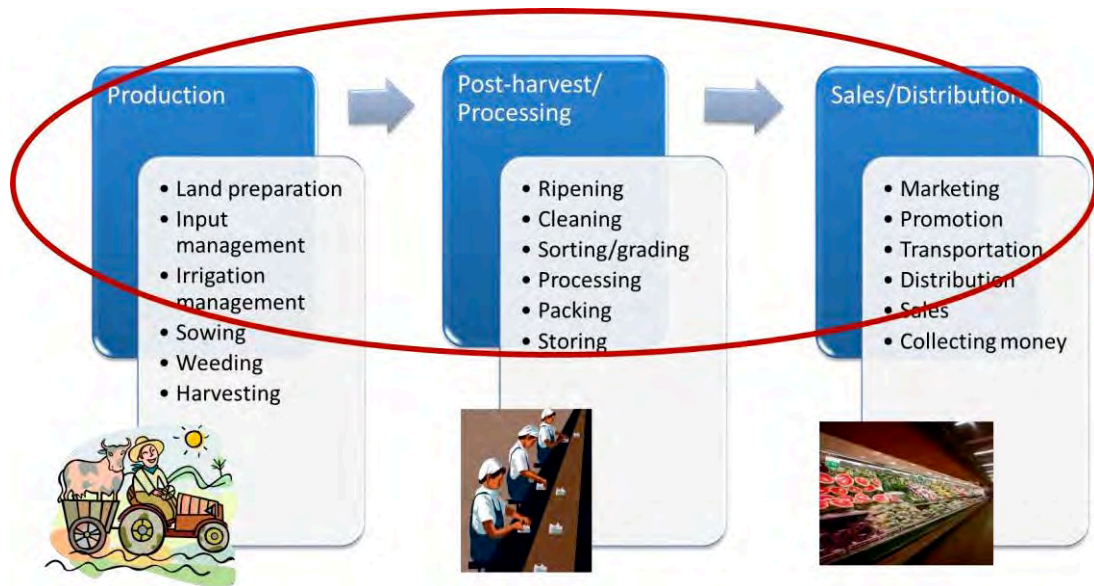 Production
• Land preparation
• Input
management
• Irrigation
management
• Sowing
• Weeding
• Harvesting
Post-harvest/
Processing
• Ripening
• Cleaning
• Sorting/grading
• Processing
• Packing
• Storing
Sales/Distribution
• Marketing
• Promotion
• Transportation
• Distribution
• Sales
• Collecting money